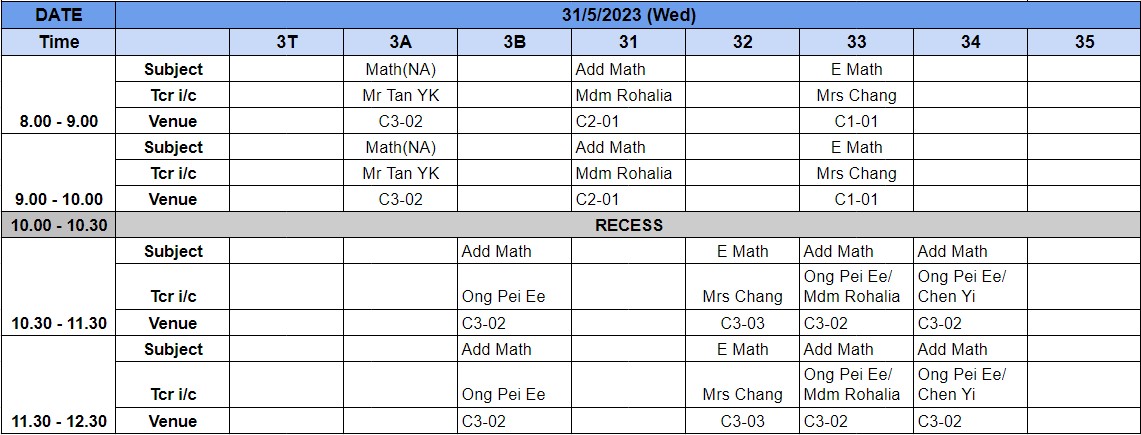 DATE 31/5/2023 (Wed)
Time 3T 3A 3B 31 32 33 34 35
Subject Math(NA) Add Math E Math
Tcr i/c Mr Tan YK Mdm Rohalia Mrs Chang
8.00 - 9.00 Venue C3-02 C2-01 C1-01
Subject Math(NA) Add Math E Math
Tcr i/c Mr Tan YK Mdm Rohalia Mrs Chang
9.00 - 10.00 Venue C3-02 C2-01 C1-01
10.00 - 10.30 RECESS
Subject Add Math E Math Add Math Add Math
Ong Pei Ee/ Ong Pei Ee/
Tcr i/c Ong Pei Ee Mrs Chang Mdm Rohalia Chen Yi
10.30 - 11.30 Venue C3-02 C3-03 C3-02 C3-02
Subject Add Math E Math Add Math Add Math
Ong Pei Ee/ Ong Pei Ee/
Tcr i/c Ong Pei Ee Mrs Chang Mdm Rohalia Chen Yi
11.30 - 12.30 Venue C3-02 C3-03 C3-02 C3-02